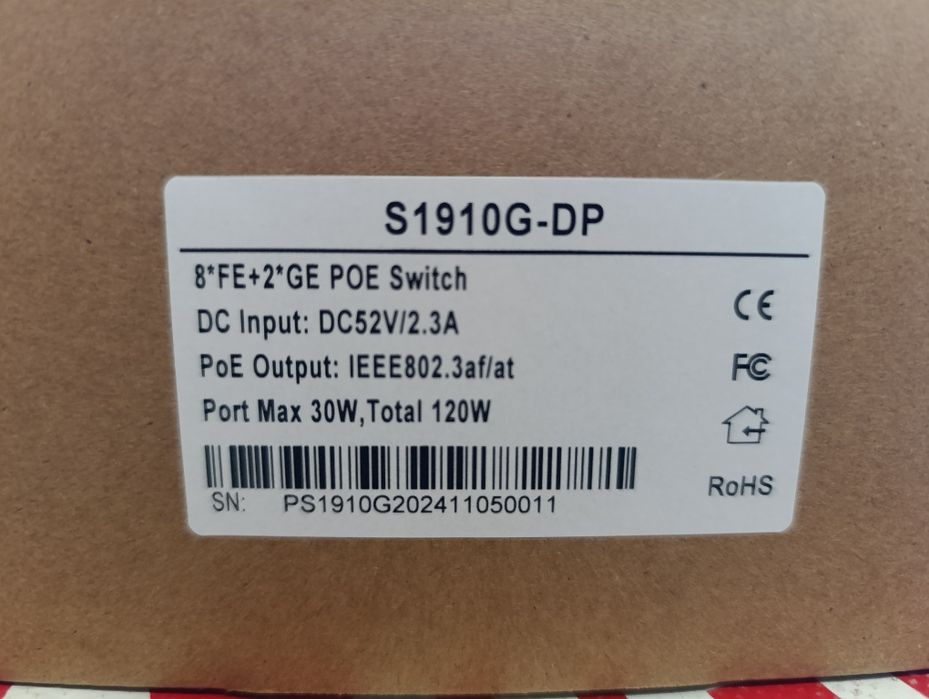 S1910G-DP
8*FE+2*GE POE Switch
DC Input: DC52V/2.3A
PoE Output: IEEE802.3af/at
Port Max 30W,Total 120W
CE
FC
RoHS
SN: PS1910G202411050011